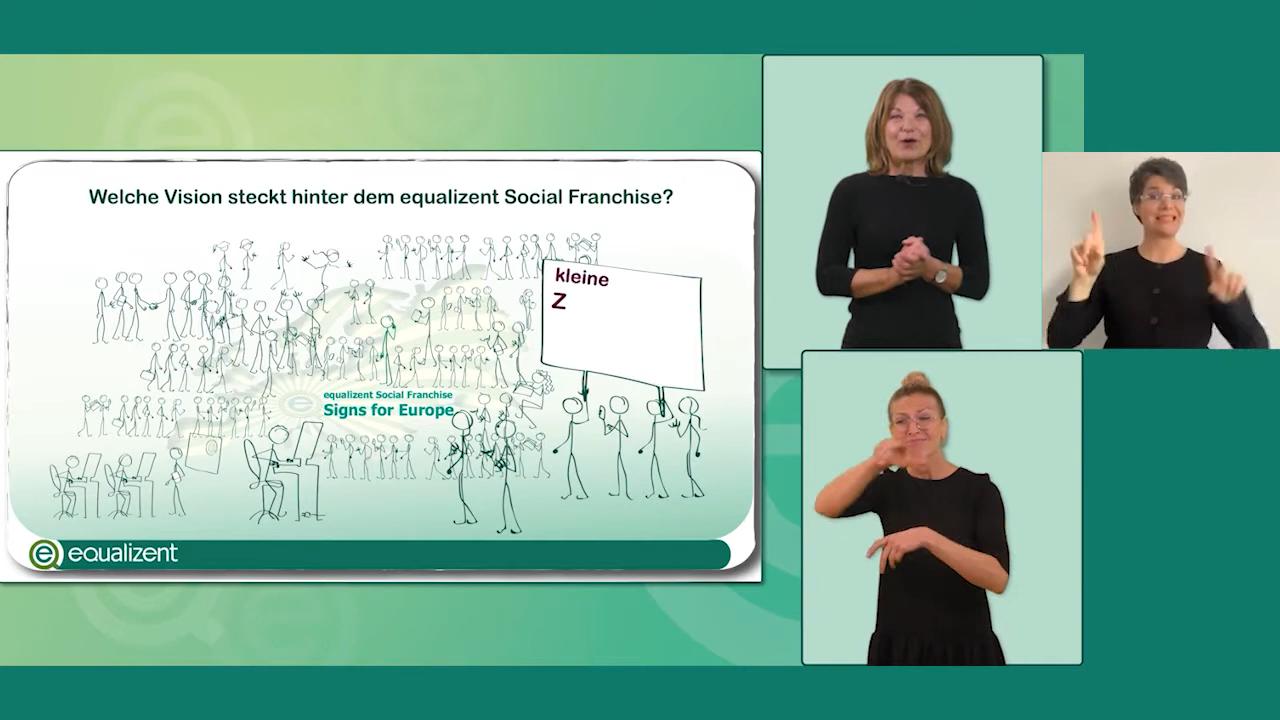 Welche Vision steckt hinter dem equalizent Social Franchise?
kleine
Z
equalizent Social Franchise
Signs for Europe
e equalizent